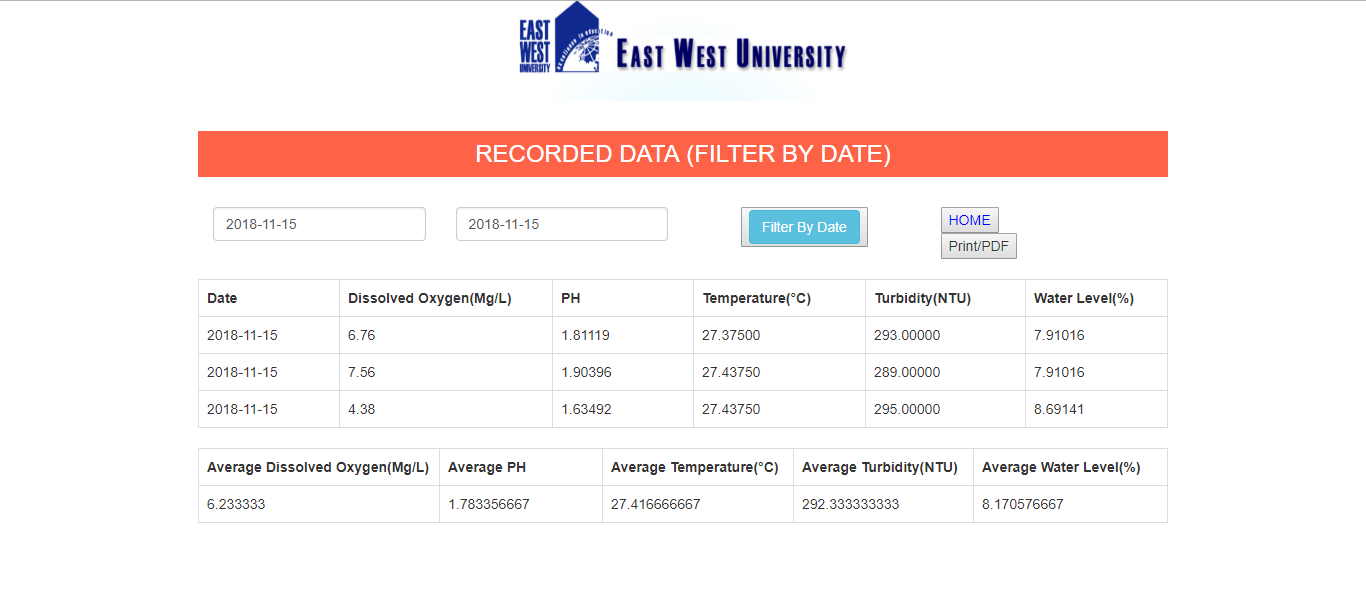 EAST
WEST
UNIVERSITY
excellence in education
EAST WEST UNIVERSITY
RECORDED DATA (FILTER BY DATE)
2018-11-15 2018-11-15 Filter By Date HOME
Print/PDF
Date Dissolved Oxygen(Mg/L) PH Temperature(°C) Turbidity(NTU) Water Level(%)
2018-11-15 6.76 1.81119 27.37500 293.00000 7.91016
2018-11-15 7.56 1.90396 27.43750 289.00000 7.91016
2018-11-15 4.38 1.63492 27.43750 295.00000 8.69141
Average Dissolved Oxygen(Mg/L) Average PH Average Temperature(°C) Average Turbidity(NTU) Average Water Level(%)
6.233333 1.783356667 27.416666667 292.333333333 8.170576667